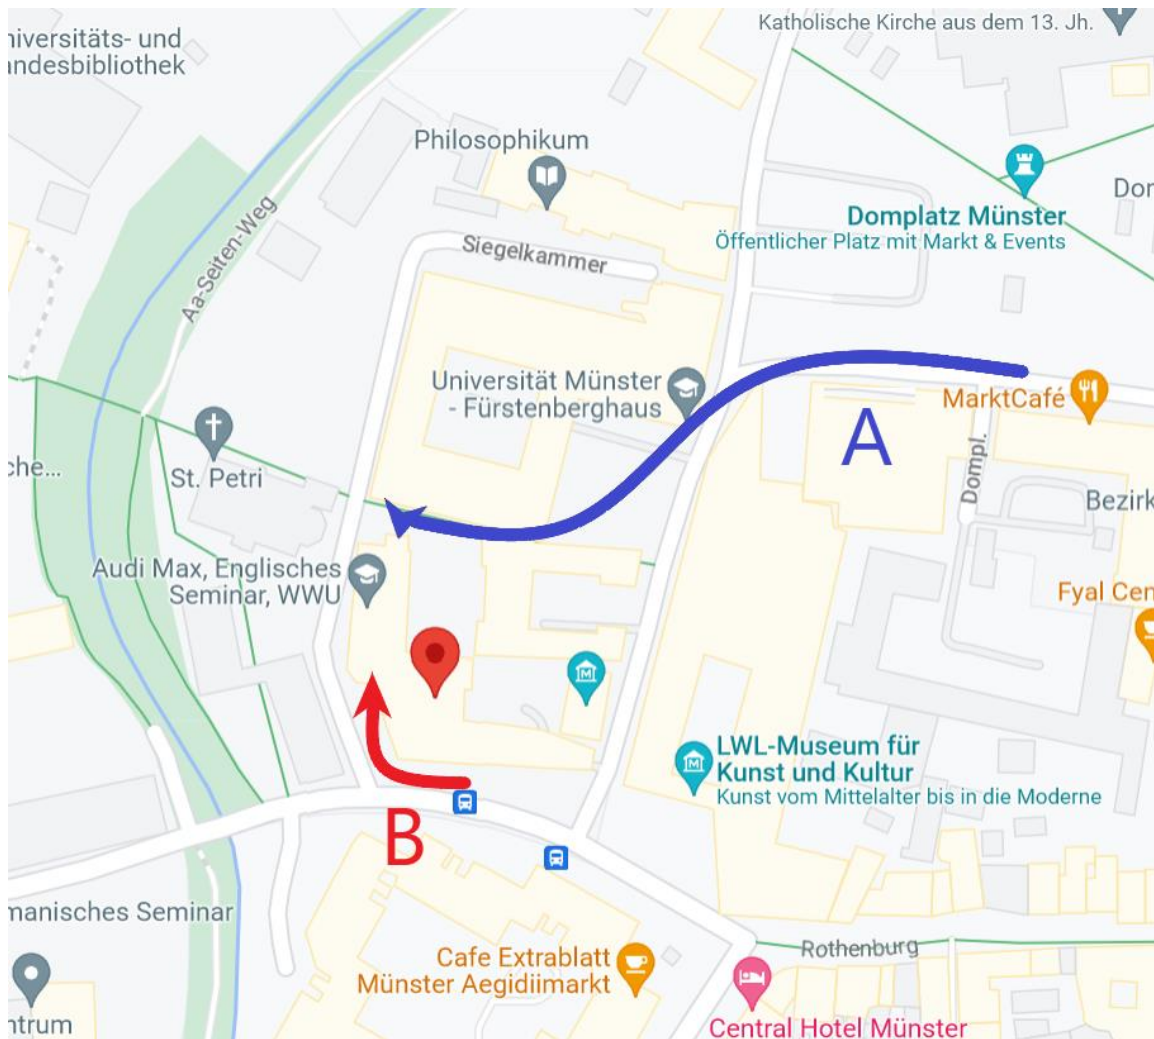 Katholische Kirche aus dem 13. Jh.
niversitäts- und
andesbibliothek
Philosophikum
Domplatz Münster
Öffentlicher Platz mit Markt & Events
Dor
Siegelkammer
Aa-Seiten-Weg
Universität Münster
- Fürstenberghaus
MarktCafé
A
Dompl.
che...
St. Petri
Bezirk
Audi Max, Englisches
Seminar, WWU
Fyal Cen
LWL-Museum für
Kunst und Kultur
Kunst vom Mittelalter bis in die Moderne
B
manisches Seminar
Rothenburg
Cafe Extrablatt
Münster Aegidiimarkt
ntrum
Central Hotel Münster